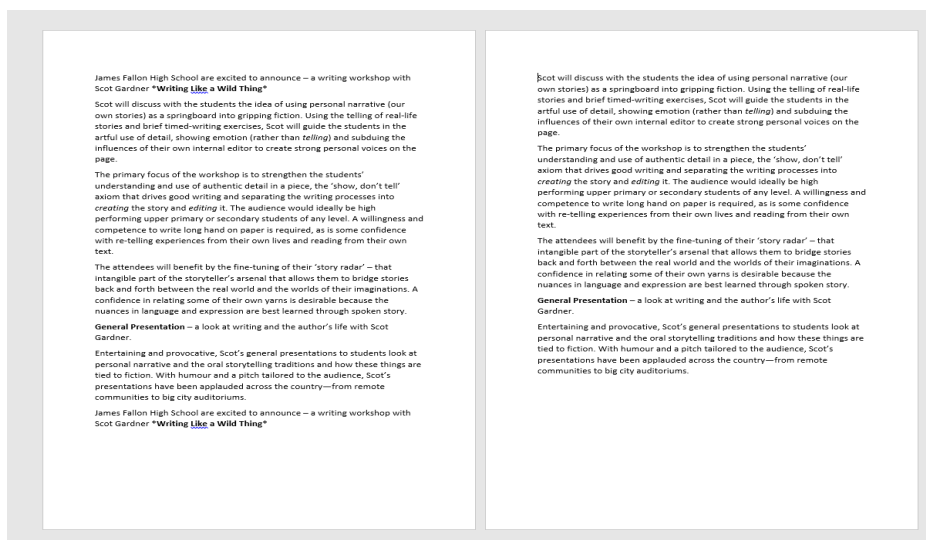 James Fallon High School are excited to announce – a writing workshop with
Scot Gardner *Writing Like a Wild Thing*
Scot will discuss with the students the idea of using personal narrative (our
own stories) as a springboard into gripping fiction. Using the telling of real-life
stories and brief timed-writing exercises, Scot will guide the students in the
artful use of detail, showing emotion (rather than telling) and subduing the
influences of their own internal editor to create strong personal voices on the
page.
The primary focus of the workshop is to strengthen the students’
understanding and use of authentic detail in a piece, the ‘show, don’t tell’
axiom that drives good writing and separating the writing processes into
creating the story and editing it. The audience would ideally be high
performing upper primary or secondary students of any level. A willingness and
competence to write long hand on paper is required, as is some confidence
with re-telling experiences from their own lives and reading from their own
text.
The attendees will benefit by the fine-tuning of their ‘story radar’ – that
intangible part of the storyteller’s arsenal that allows them to bridge stories
back and forth between the real world and the worlds of their imaginations. A
confidence in relating some of their own yarns is desirable because the
nuances in language and expression are best learned through spoken story.
General Presentation – a look at writing and the author’s life with Scot
Gardner.
Entertaining and provocative, Scot’s general presentations to students look at
personal narrative and the oral storytelling traditions and how these things are
tied to fiction. With humour and a pitch tailored to the audience, Scot’s
presentations have been applauded across the country—from remote
communities to big city auditoriums.
James Fallon High School are excited to announce – a writing workshop with
Scot Gardner *Writing Like a Wild Thing*
Scot will discuss with the students the idea of using personal narrative (our
own stories) as a springboard into gripping fiction. Using the telling of real-life
stories and brief timed-writing exercises, Scot will guide the students in the
artful use of detail, showing emotion (rather than telling) and subduing the
influences of their own internal editor to create strong personal voices on the
page.
The primary focus of the workshop is to strengthen the students’
understanding and use of authentic detail in a piece, the ‘show, don’t tell’
axiom that drives good writing and separating the writing processes into
creating the story and editing it. The audience would ideally be high
performing upper primary or secondary students of any level. A willingness and
competence to write long hand on paper is required, as is some confidence
with re-telling experiences from their own lives and reading from their own
text.
The attendees will benefit by the fine-tuning of their ‘story radar’ – that
intangible part of the storyteller’s arsenal that allows them to bridge stories
back and forth between the real world and the worlds of their imaginations. A
confidence in relating some of their own yarns is desirable because the
nuances in language and expression are best learned through spoken story.
General Presentation – a look at writing and the author’s life with Scot
Gardner.
Entertaining and provocative, Scot’s general presentations to students look at
personal narrative and the oral storytelling traditions and how these things are
tied to fiction. With humour and a pitch tailored to the audience, Scot’s
presentations have been applauded across the country—from remote
communities to big city auditoriums.